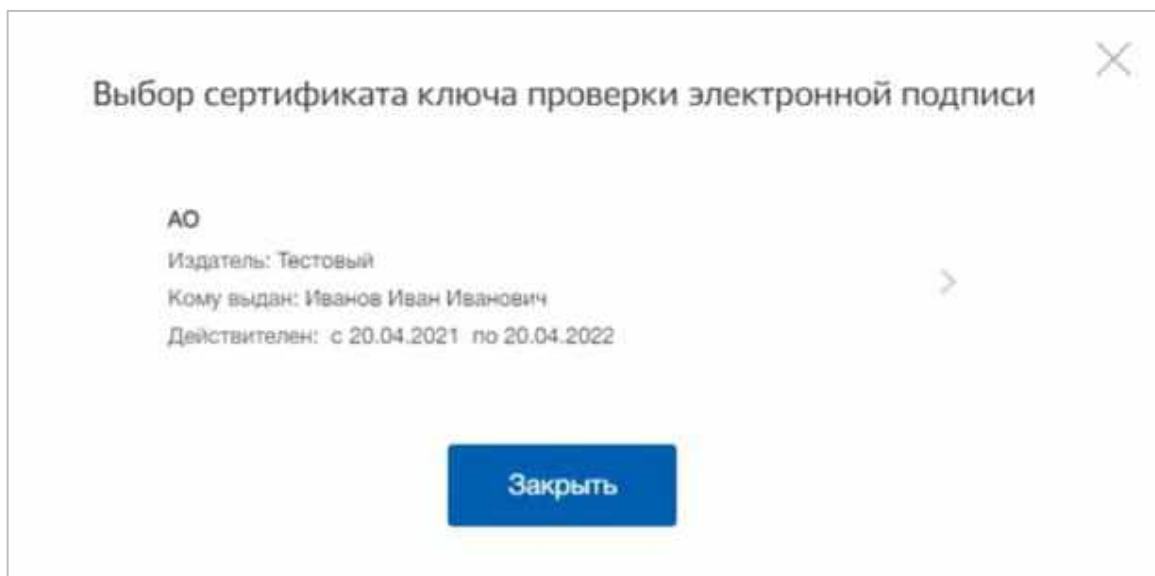 Выбор сертификата ключа проверки электронной подписи
АО
Издатель: Тестовый
Кому выдан: Иванов Иван Иванович
Действителен: с 20.04.2021 по 20.04.2022
Закрыть